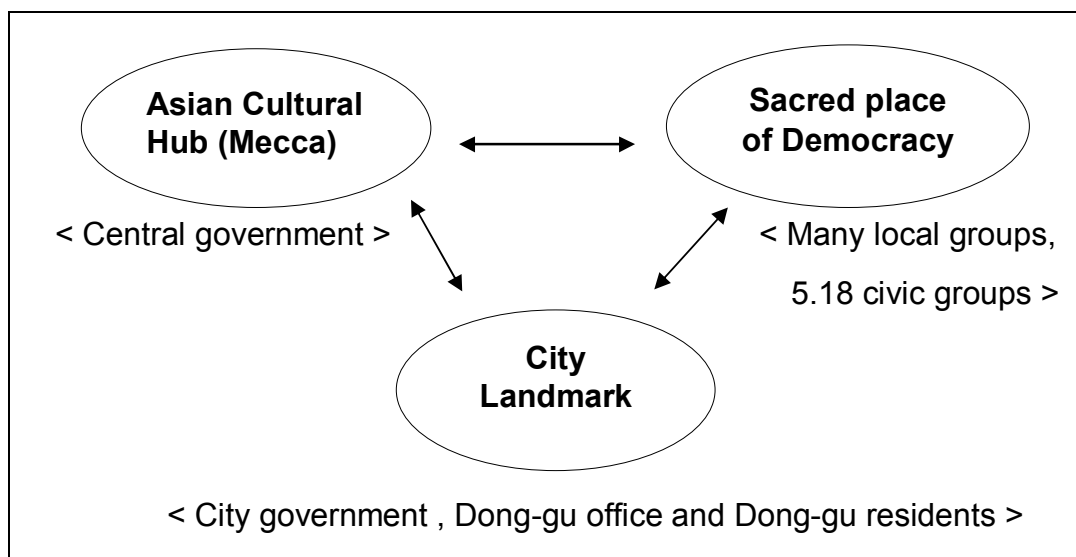 Asian Cultural
Hub (Mecca)
Sacred place
of Democracy
< Central government >
< Many local groups,
5.18 civic groups >
City
Landmark
< City government , Dong-gu office and Dong-gu residents >